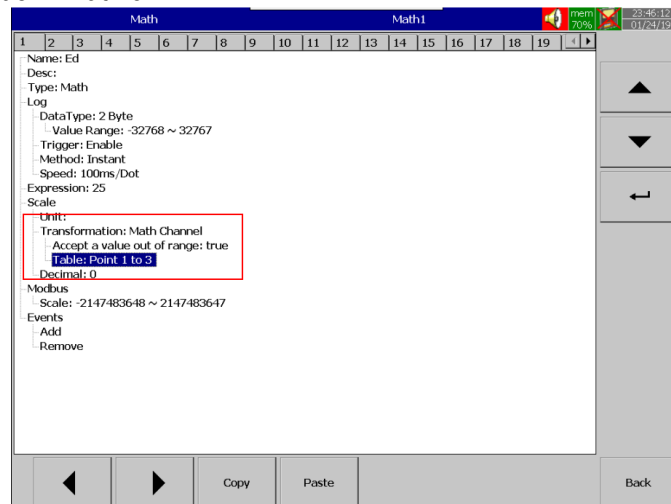 Math Math1 mem 70% 23:46:12 01/24/19
1 2 3 4 5 6 7 8 9 10 11 12 13 14 15 16 17 18 19
Name: Ed
Desc:
Type: Math
Log
DataType: 2 Byte
Value Range: -32768 ~ 32767
Trigger: Enable
Method: Instant
Speed: 100ms/Dot
Expression: 25
Scale
Unit:
Transformation: Math Channel
Accept a value out of range: true
Table: Point 1 to 3
Decimal: 0
Modbus
Scale: -2147483648 ~ 2147483647
Events
Add
Remove
Copy Paste Back